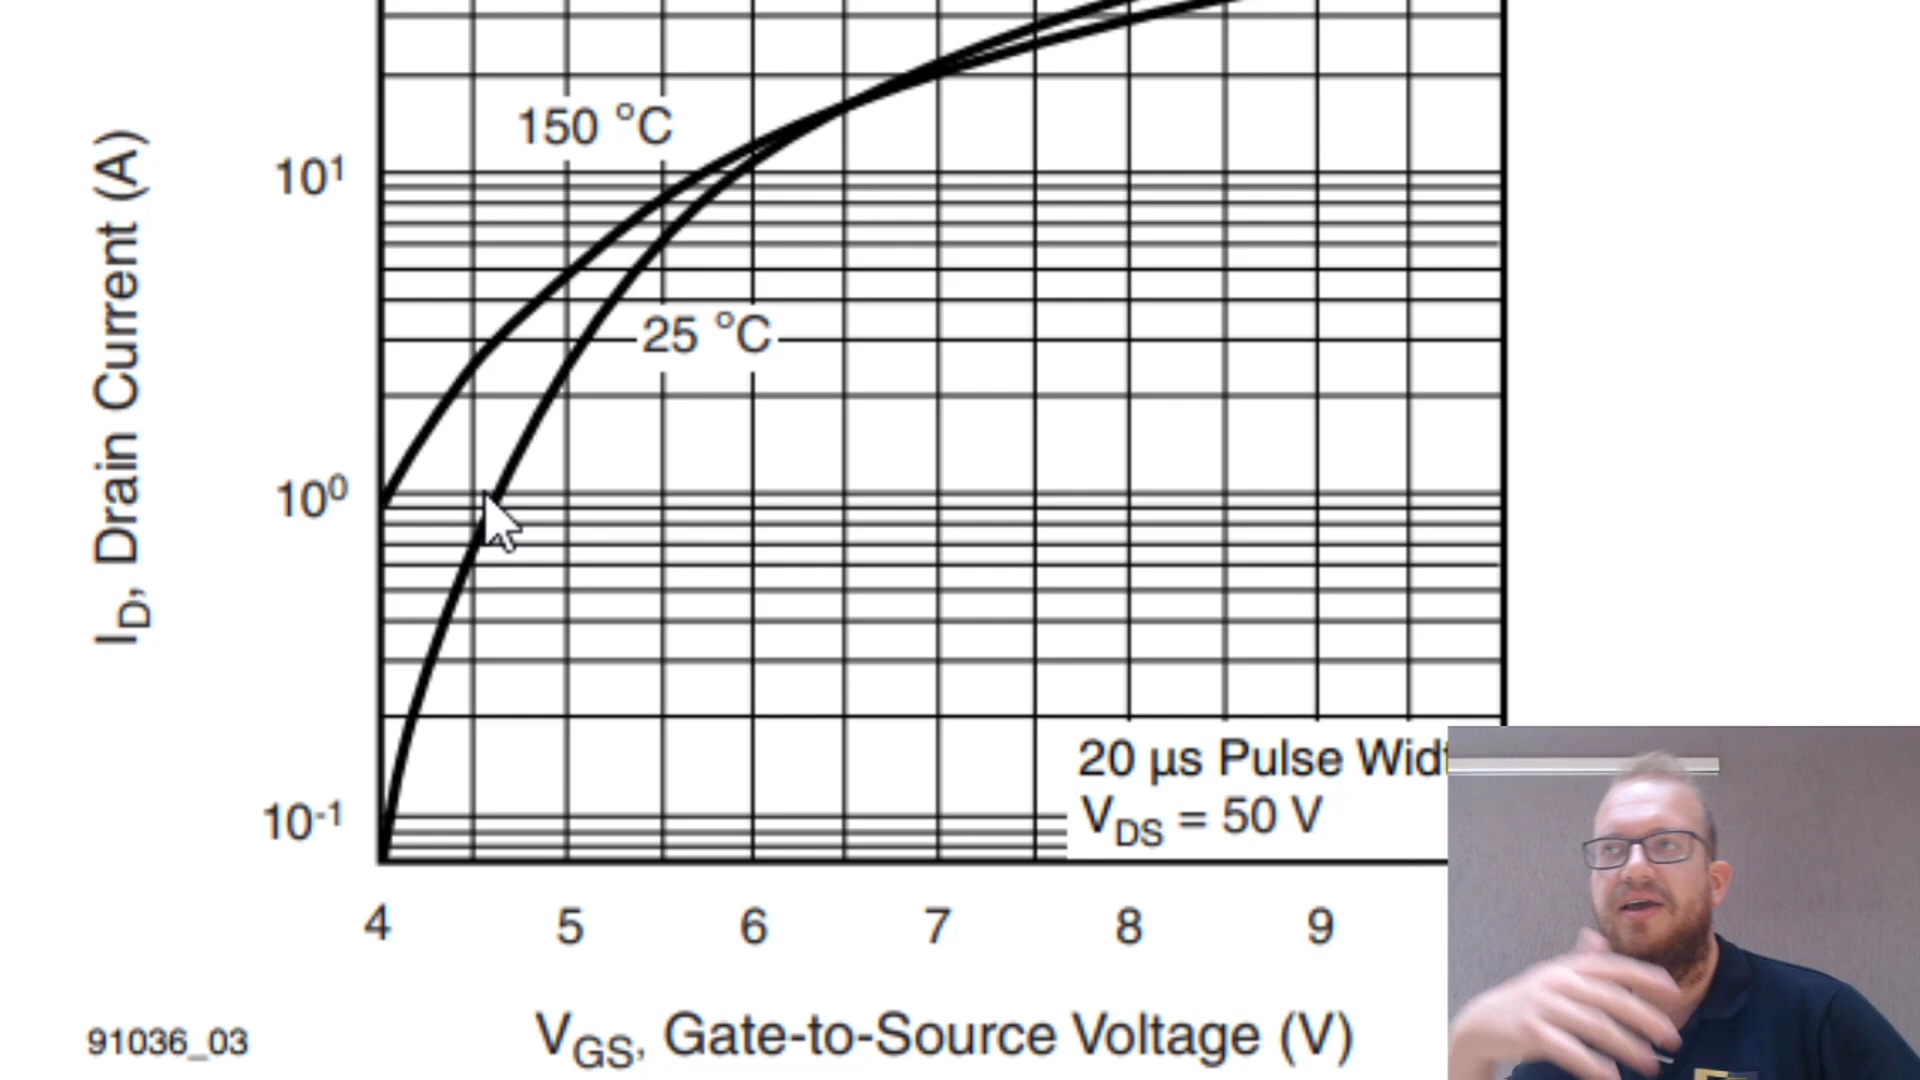 I_D, Drain Current (A)
10¹
10⁰
10⁻¹
150 °C
25 °C
20 µs Pulse Widt
V_DS = 50 V
4 5 6 7 8 9
V_GS, Gate-to-Source Voltage (V)
91036_03